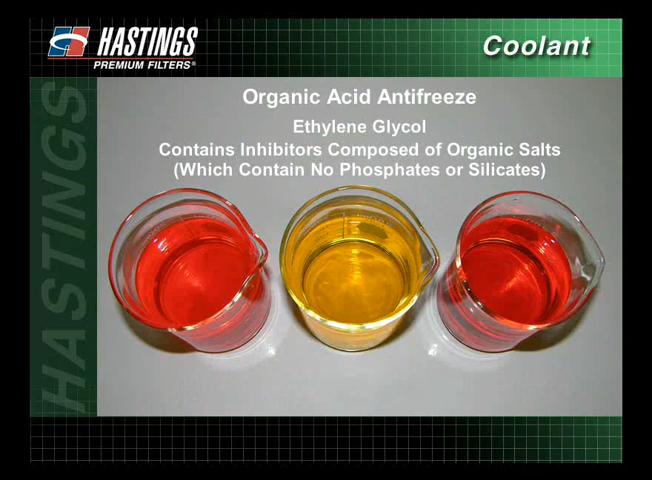 HASTINGS
PREMIUM FILTERS®
Coolant
HASTINGS
Organic Acid Antifreeze
Ethylene Glycol
Contains Inhibitors Composed of Organic Salts
(Which Contain No Phosphates or Silicates)